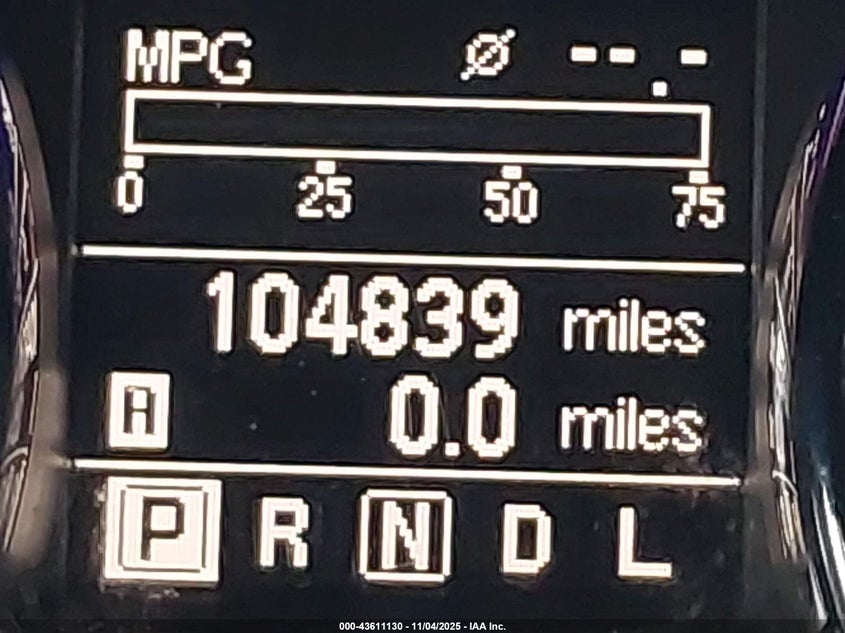 MPG Ø --.-
0 25 50 75
104839 miles
A 0.0 miles
P R N D L
000-43611130 - 11/04/2025 - IAA Inc.